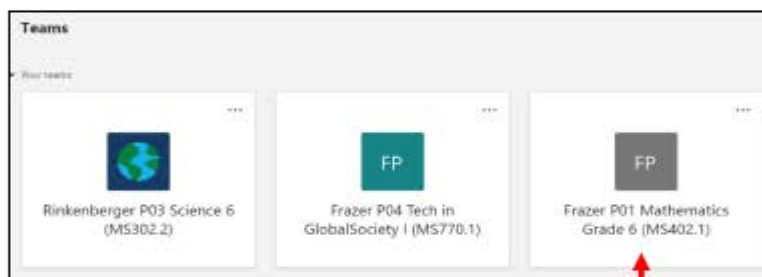 Teams
Your teams
...
...
...
FP
FP
Rinkenberger P03 Science 6
(MS302.2)
Frazer P04 Tech in
GlobalSociety I (MS770.1)
Frazer P01 Mathematics
Grade 6 (MS402.1)